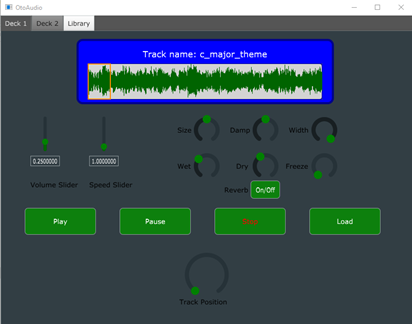 OtoAudio
Deck 1 Deck 2 Library
Track name: c_major_theme
Size Damp Width
0.2500000 1.0000000
Wet Dry Freeze
Volume Slider Speed Slider
Reverb On/Off
Play Pause Stop Load
Track Position